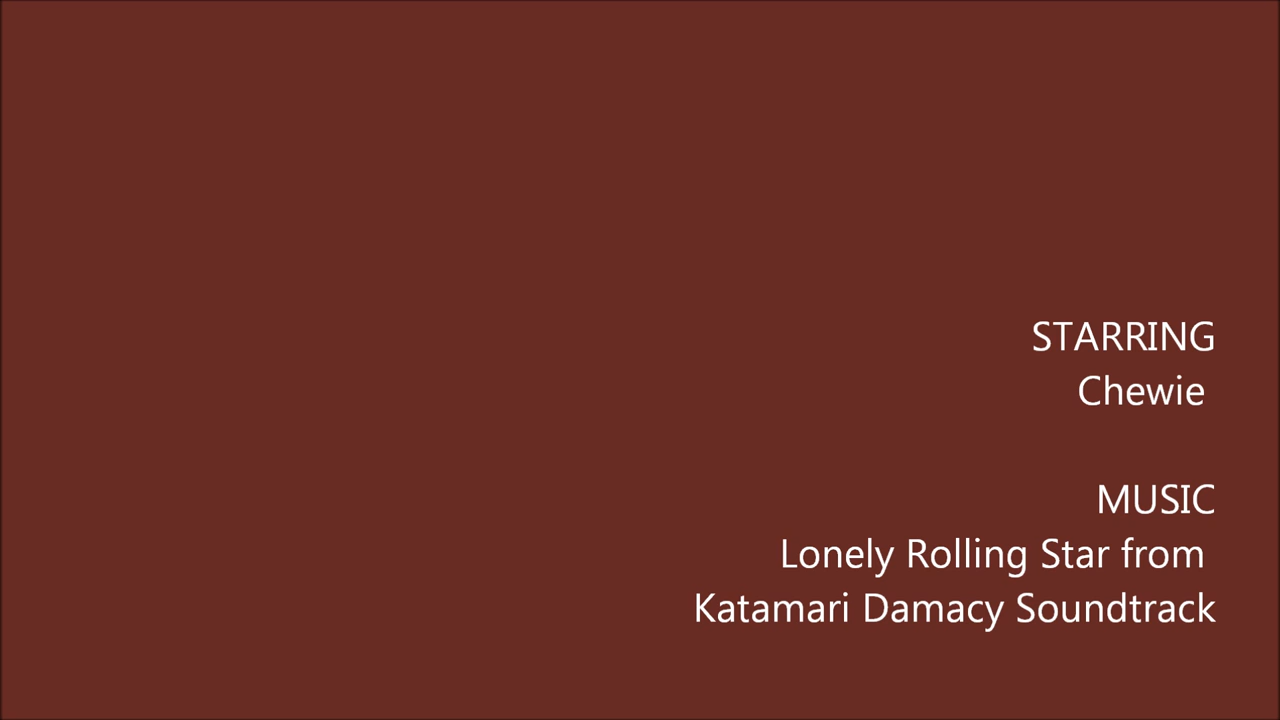 STARRING
Chewie
MUSIC
Lonely Rolling Star from
Katamari Damacy Soundtrack